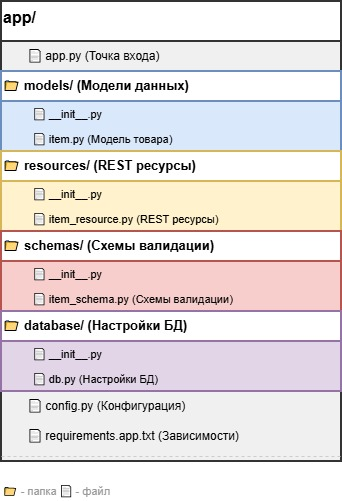 app/
app.py (Точка входа)
models/ (Модели данных)
__init__.py
item.py (Модель товара)
resources/ (REST ресурсы)
__init__.py
item_resource.py (REST ресурсы)
schemas/ (Схемы валидации)
__init__.py
item_schema.py (Схемы валидации)
database/ (Настройки БД)
__init__.py
db.py (Настройки БД)
config.py (Конфигурация)
requirements.app.txt (Зависимости)
- папка - файл